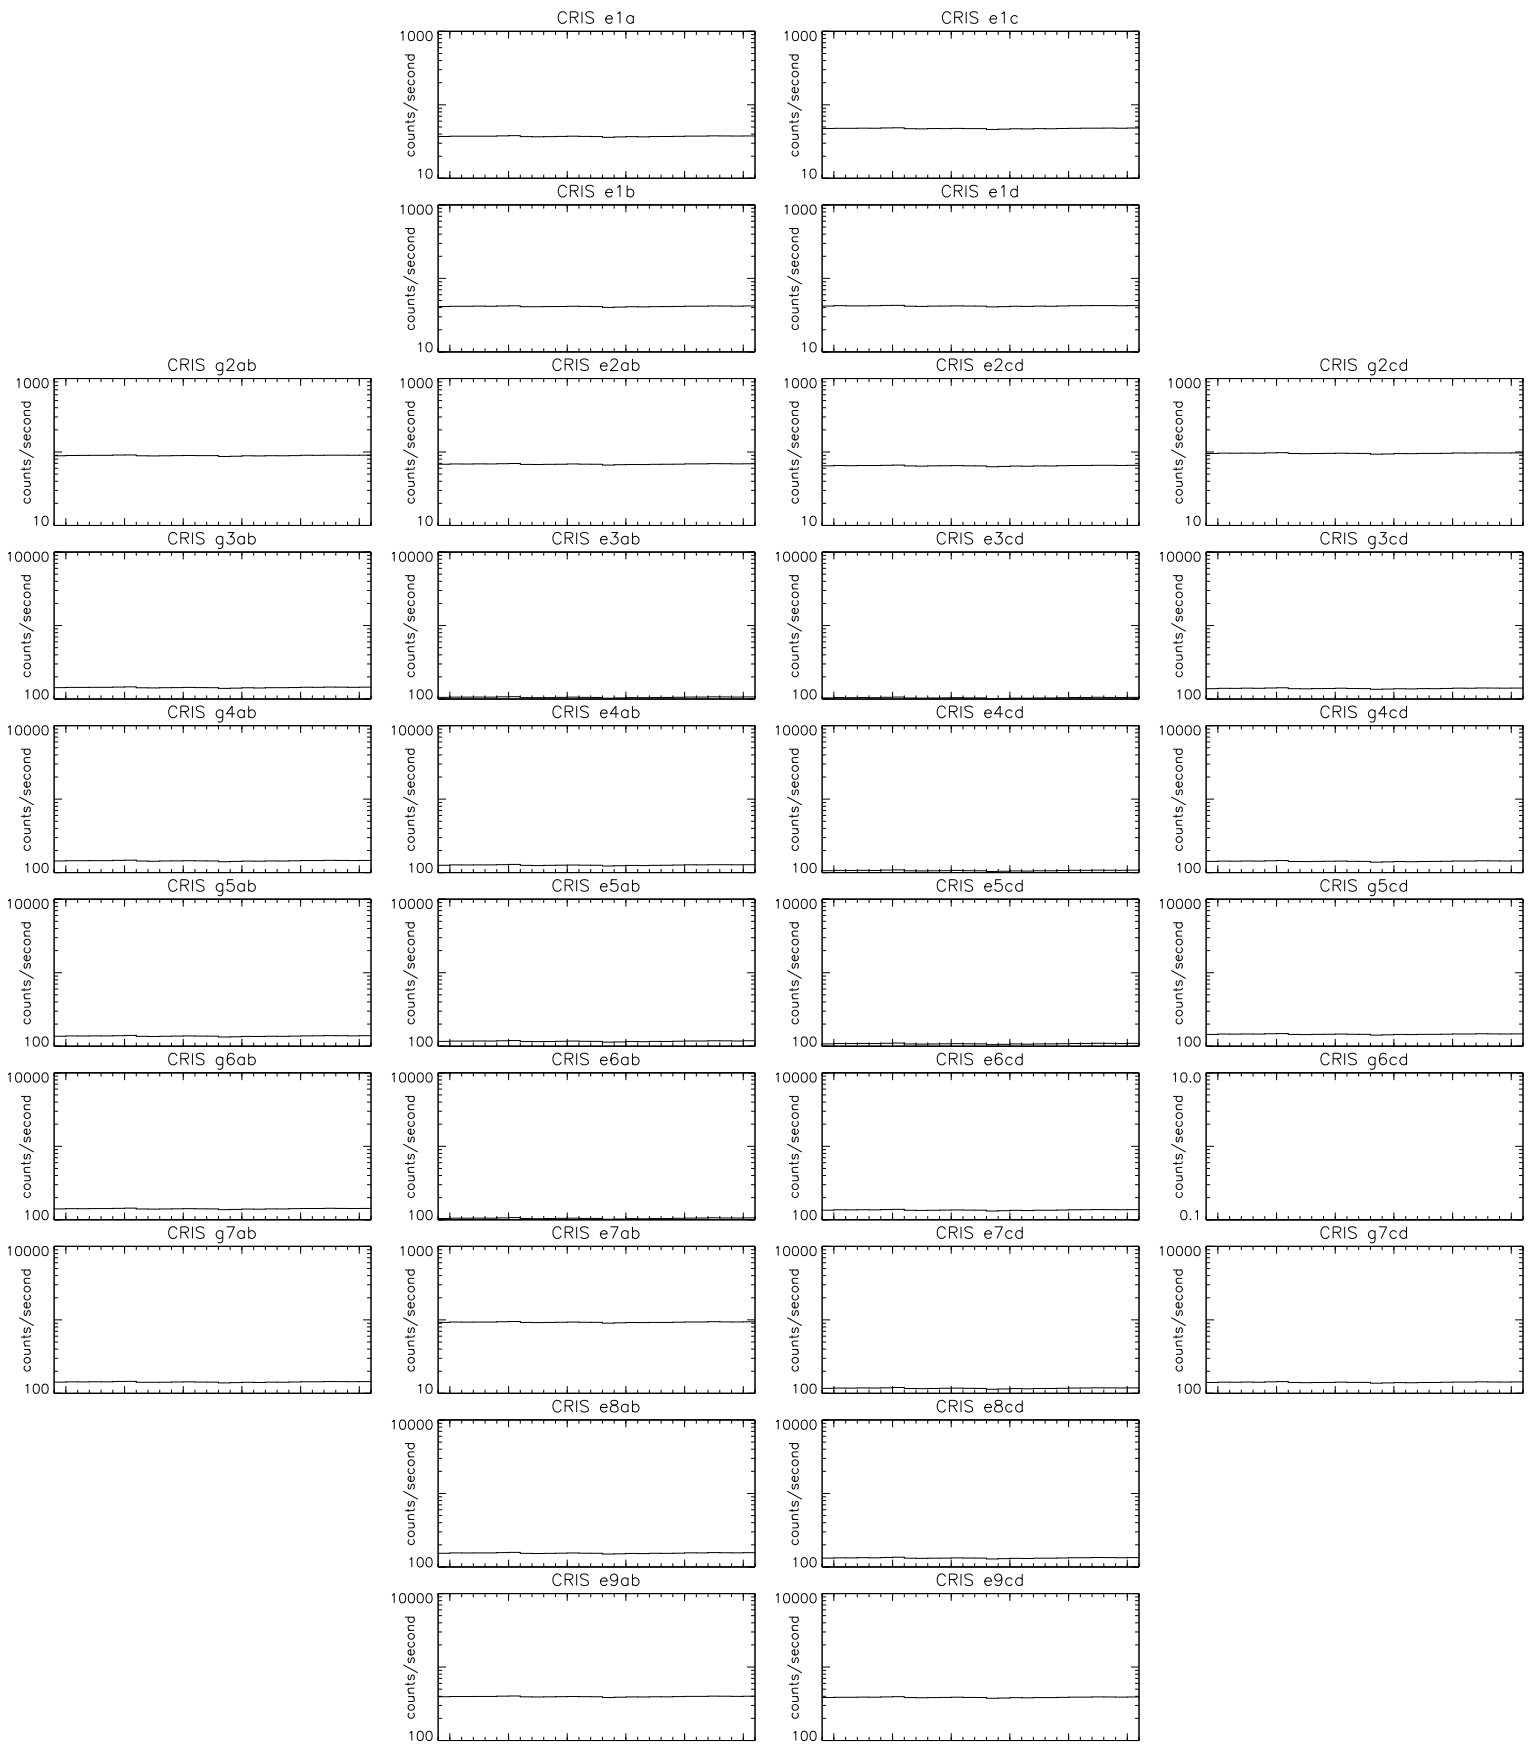 CRIS e1a CRIS e1c
1000 1000
counts/second counts/second
10 10
CRIS e1b CRIS e1d
1000 1000
counts/second counts/second
10 10
CRIS g2ab CRIS e2ab CRIS e2cd CRIS g2cd
1000 1000 1000 1000
counts/second counts/second counts/second counts/second
10 10 10 10
CRIS g3ab CRIS e3ab CRIS e3cd CRIS g3cd
10000 10000 10000 10000
counts/second counts/second counts/second counts/second
100 100 100 100
CRIS g4ab CRIS e4ab CRIS e4cd CRIS g4cd
10000 10000 10000 10000
counts/second counts/second counts/second counts/second
100 100 100 100
CRIS g5ab CRIS e5ab CRIS e5cd CRIS g5cd
10000 10000 10000 10000
counts/second counts/second counts/second counts/second
100 100 100 100
CRIS g6ab CRIS e6ab CRIS e6cd CRIS g6cd
10000 10000 10000 10.0
counts/second counts/second counts/second counts/second
100 100 100 0.1
CRIS g7ab CRIS e7ab CRIS e7cd CRIS g7cd
10000 1000 10000 10000
counts/second counts/second counts/second counts/second
100 10 100 100
CRIS e8ab CRIS e8cd
10000 10000
counts/second counts/second
100 100
CRIS e9ab CRIS e9cd
10000 10000
counts/second counts/second
100 100